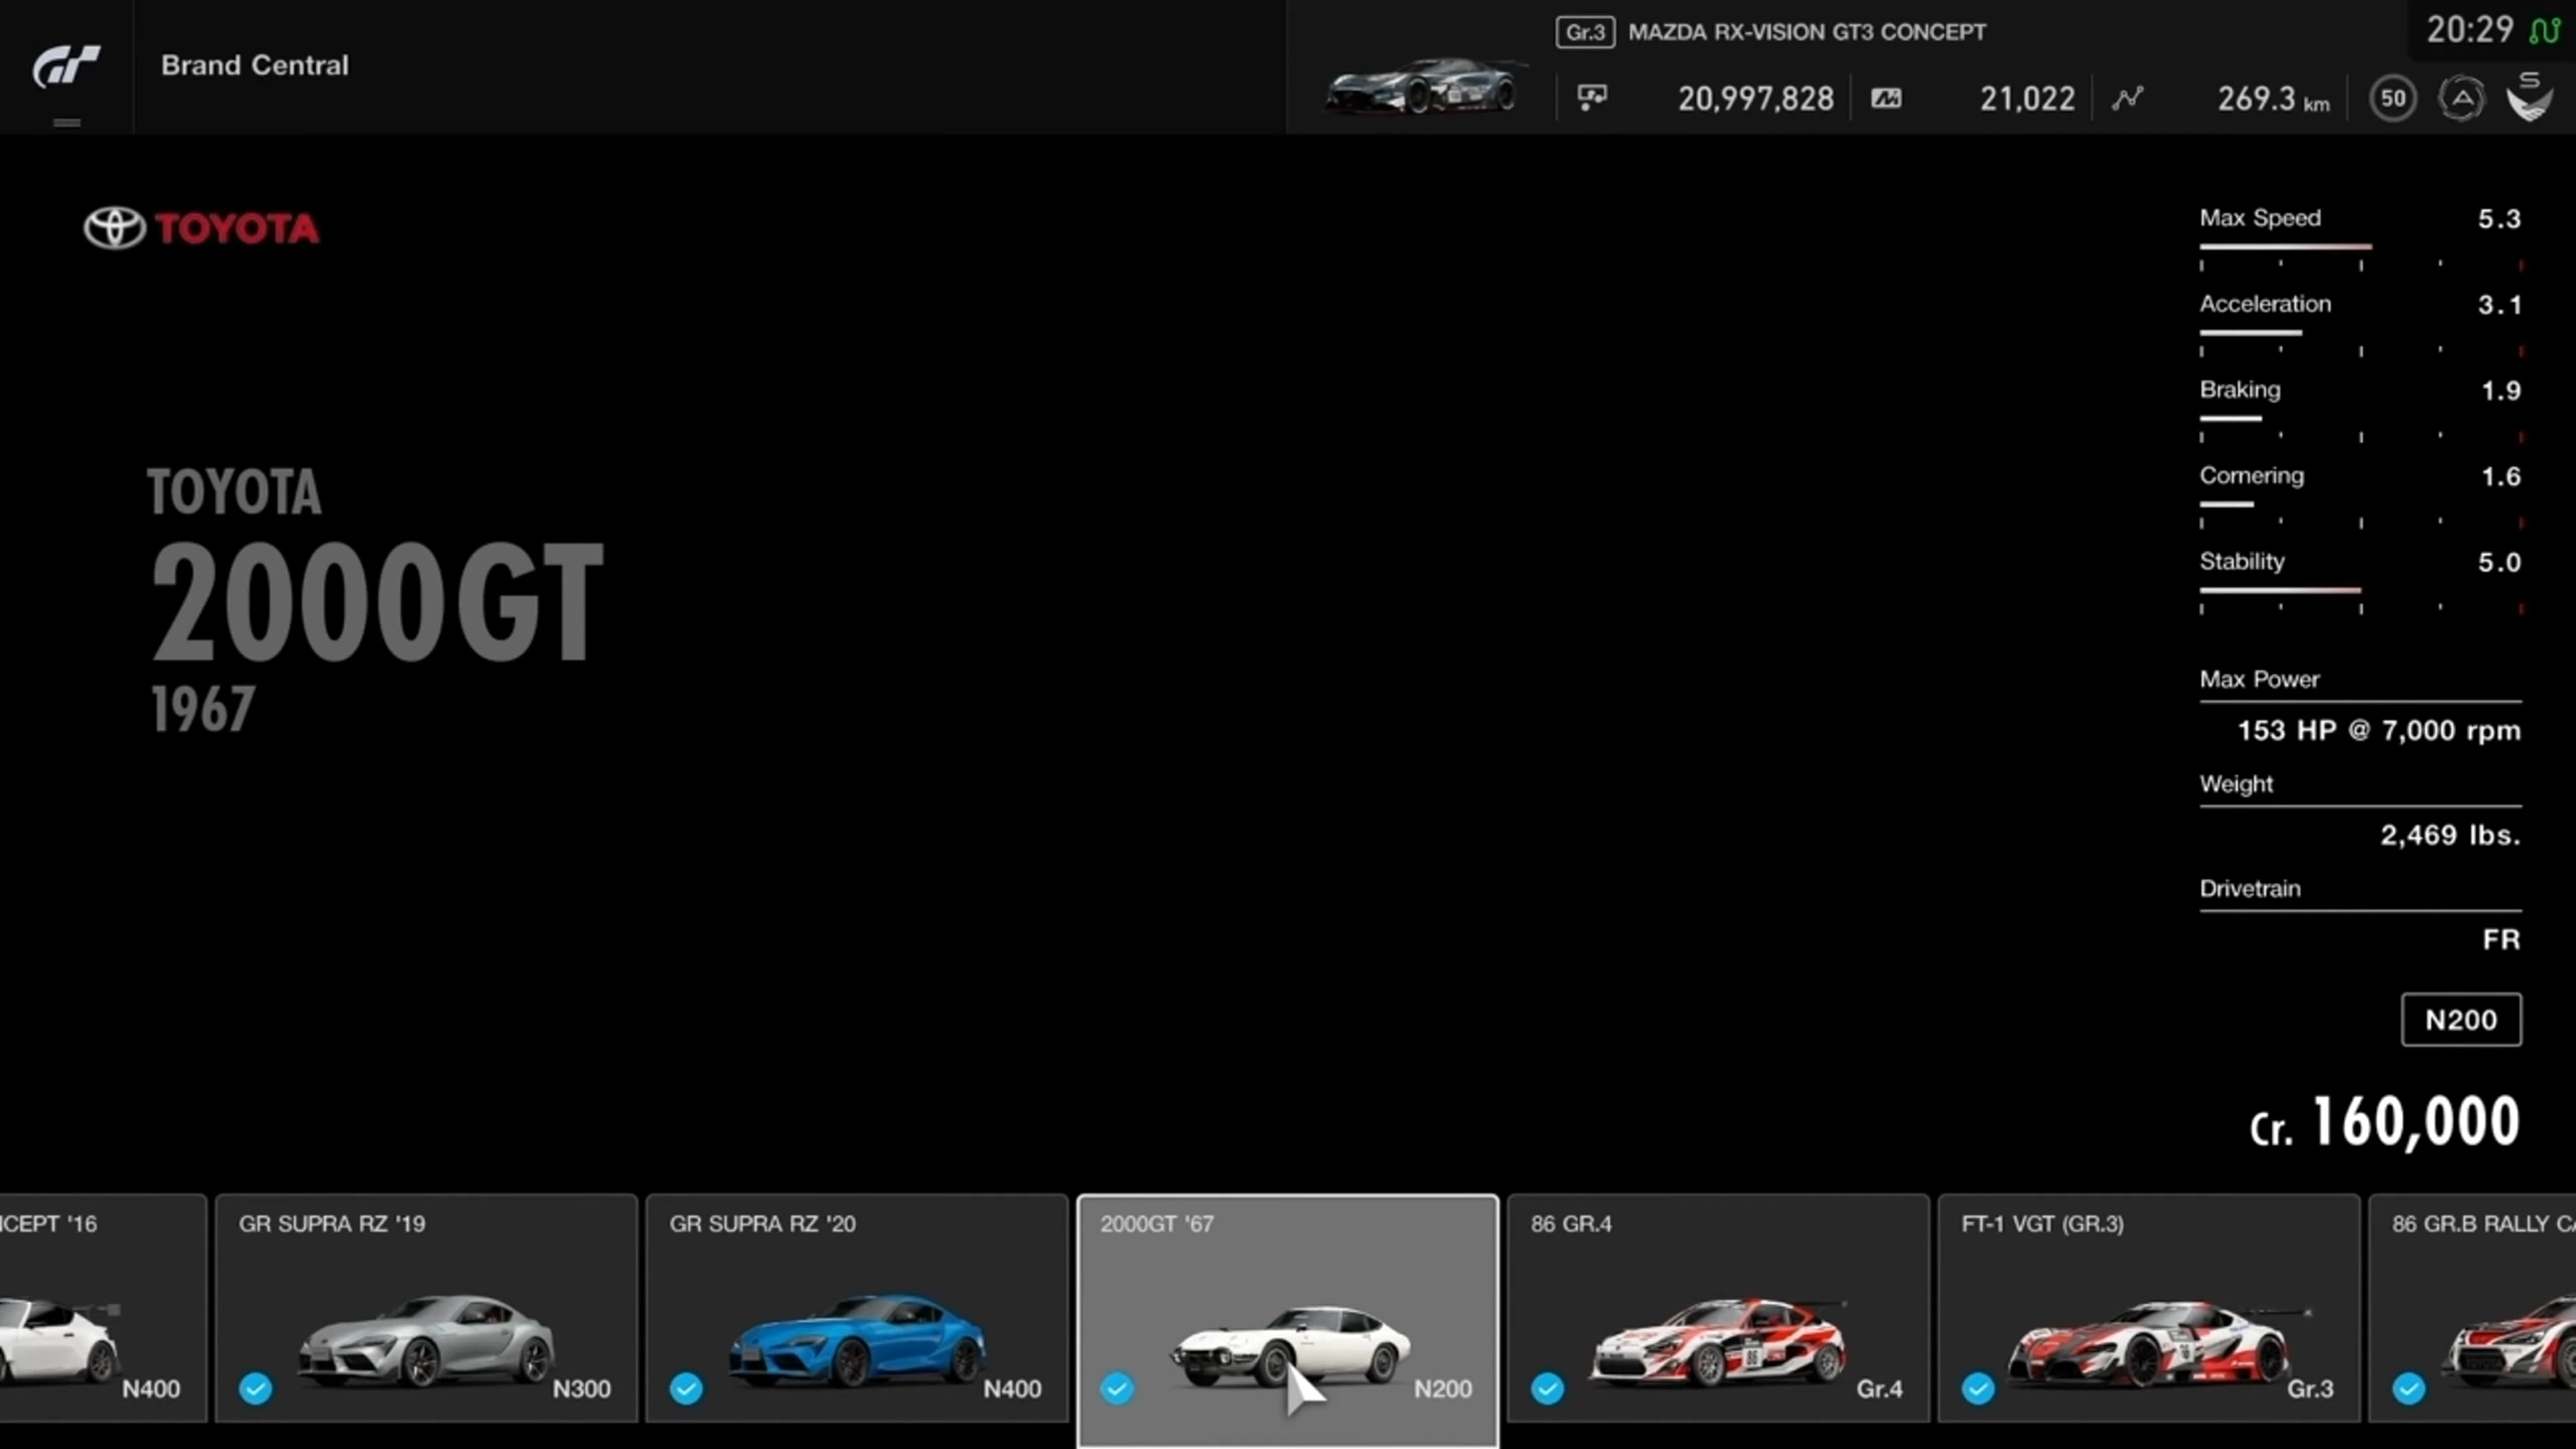 Brand Central
Gr.3 MAZDA RX-VISION GT3 CONCEPT
20:29
20,997,828
21,022
269.3 km
50
A
S
TOYOTA
TOYOTA
2000GT
1967
Max Speed 5.3
Acceleration 3.1
Braking 1.9
Cornering 1.6
Stability 5.0
Max Power
153 HP @ 7,000 rpm
Weight
2,469 lbs.
Drivetrain
FR
N200
Cr. 160,000
CEPT '16
N400
GR SUPRA RZ '19
N300
GR SUPRA RZ '20
N400
2000GT '67
N200
86 GR.4
Gr.4
FT-1 VGT (GR.3)
Gr.3
86 GR.B RALLY